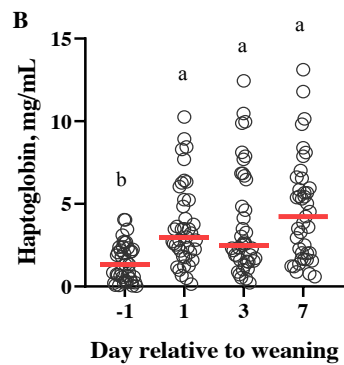 B
Haptoglobin, mg/mL
15
10
5
0
b
a
a
a
-1
1
3
7
Day relative to weaning